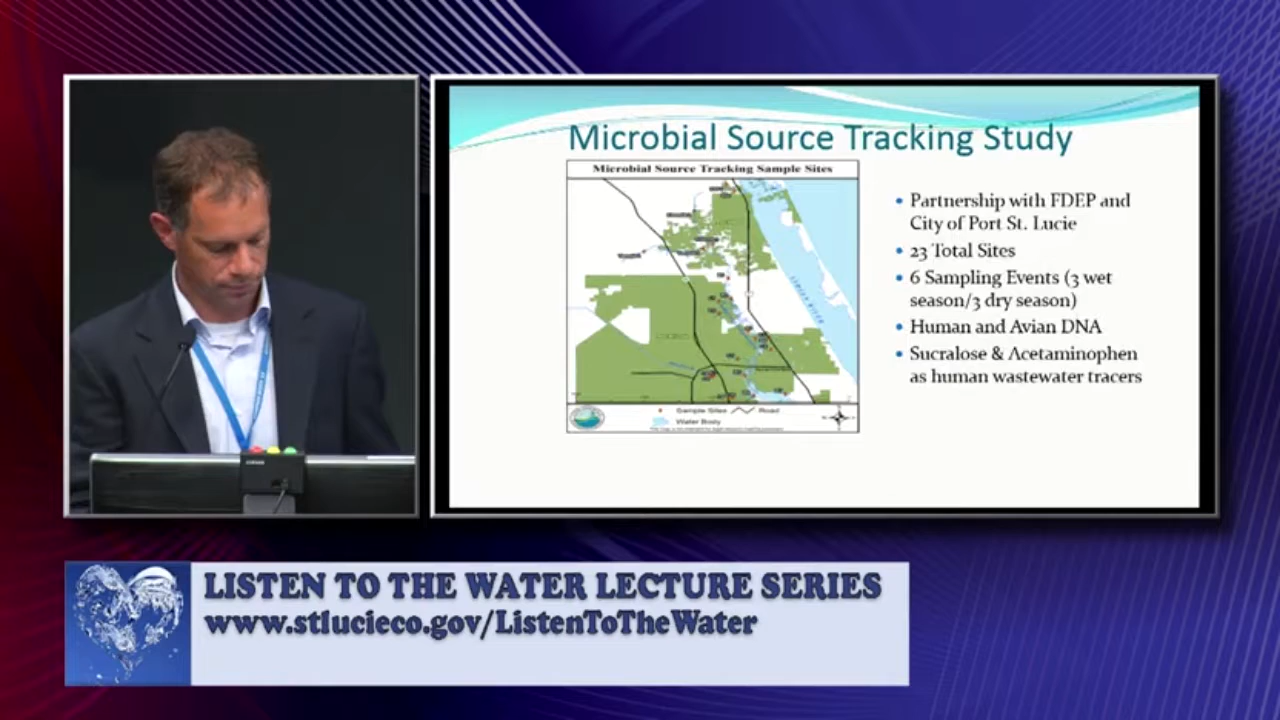 Microbial Source Tracking Study
Microbial Source Tracking Sample Sites
INDIAN RIVER
Sample Sites
Road
Water Body
• Partnership with FDEP and
City of Port St. Lucie
• 23 Total Sites
• 6 Sampling Events (3 wet
season/3 dry season)
• Human and Avian DNA
• Sucralose & Acetaminophen
as human wastewater tracers
LISTEN TO THE WATER LECTURE SERIES
www.stlucieco.gov/ListenToTheWater